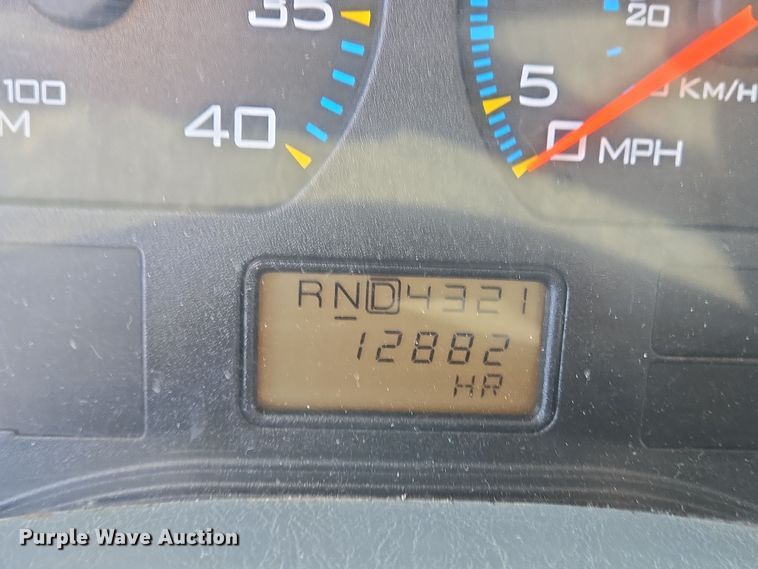 35
40
100
M
20
5
0 MPH
KM/H
RND4321
12882
HR
Purple Wave Auction